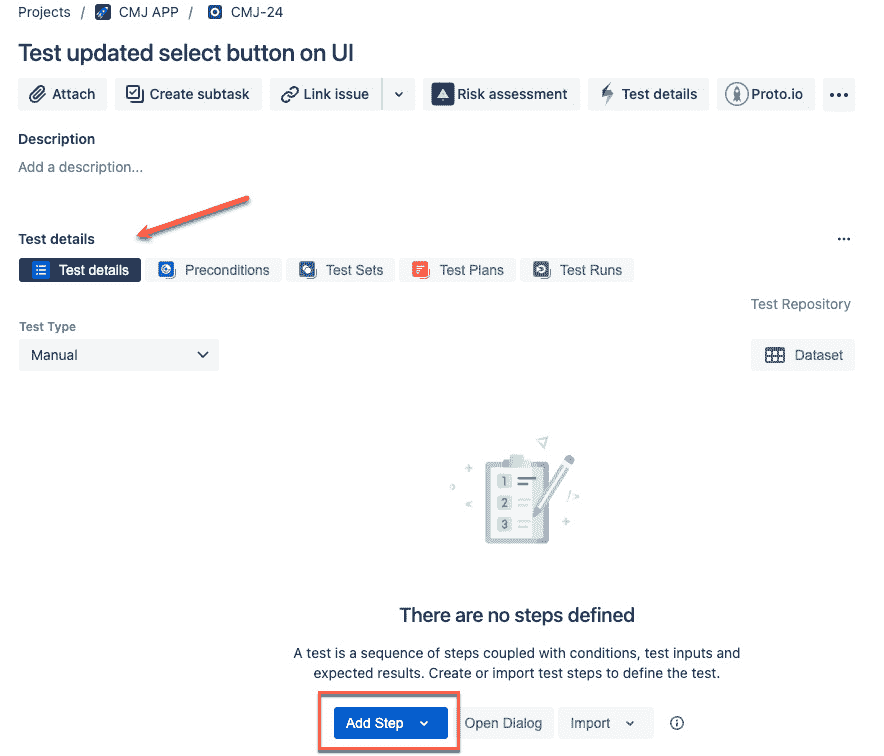 Projects / CMJ APP / CMJ-24
Test updated select button on UI
Attach Create subtask Link issue Risk assessment Test details Proto.io
Description
Add a description...
Test details
Test details Preconditions Test Sets Test Plans Test Runs
Test Repository
Test Type
Manual Dataset
1
2
3
There are no steps defined
A test is a sequence of steps coupled with conditions, test inputs and
expected results. Create or import test steps to define the test.
Add Step Open Dialog Import